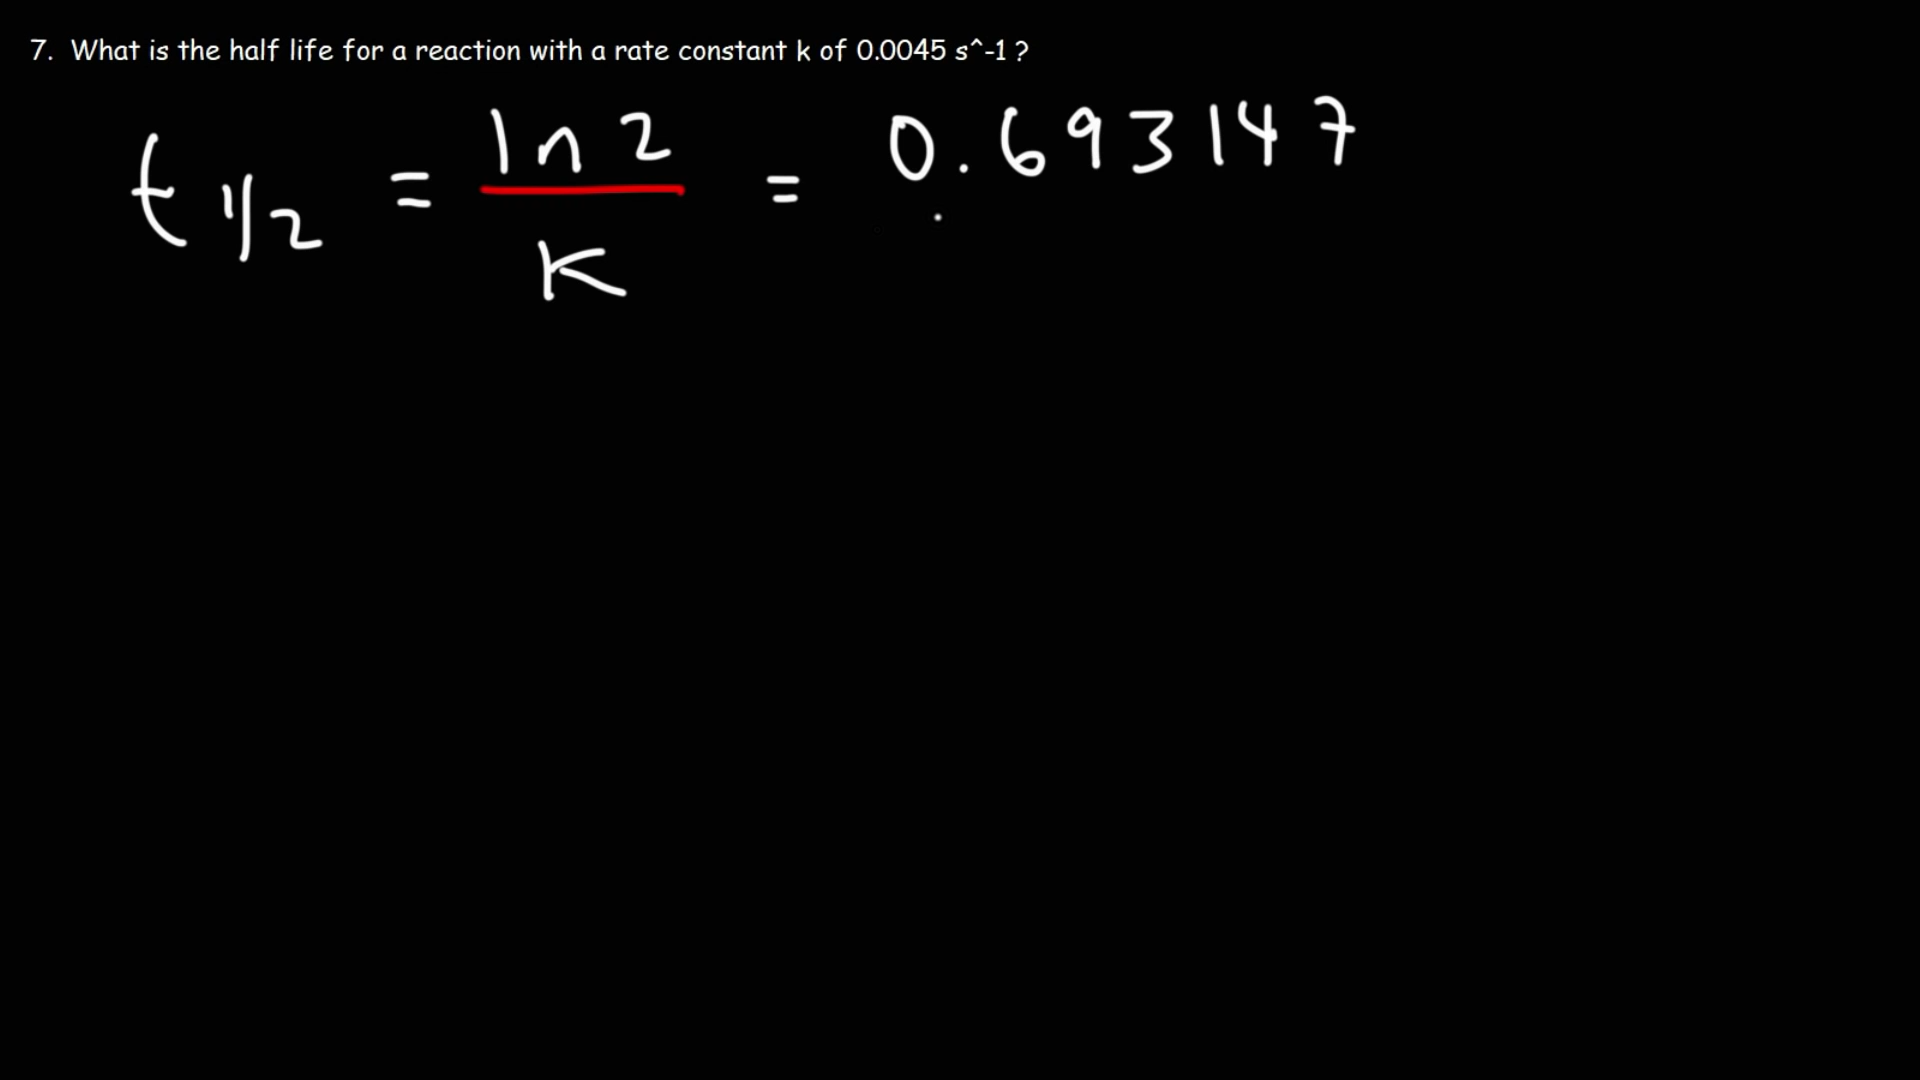 7. What is the half life for a reaction with a rate constant k of 0.0045 s^-1 ?
t 1/2 = ln 2 / K = 0.693147